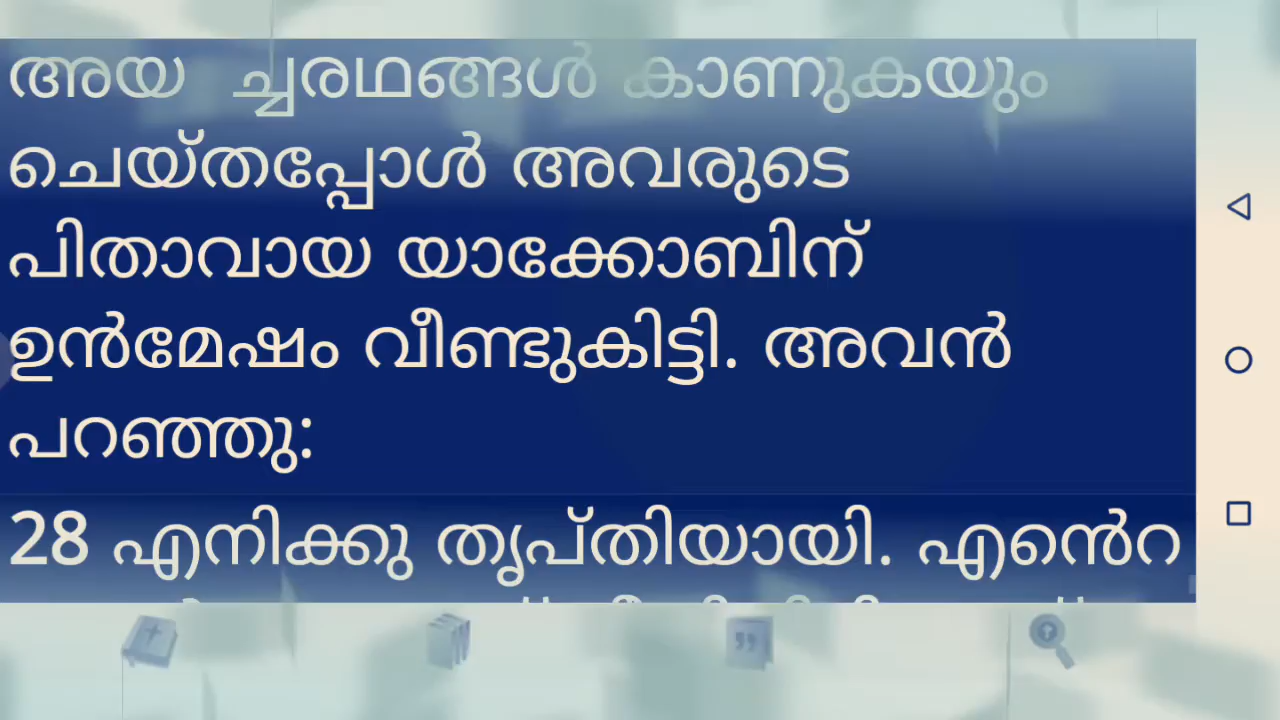 അയ ച്ചരഥങ്ങൾ കാണുകയും
ചെയ്തപ്പോൾ അവരുടെ
പിതാവായ യാക്കോബിന്
ഉൻമേഷം വീണ്ടുകിട്ടി. അവൻ
പറഞ്ഞു:
28 എനിക്കു തൃപ്തിയായി. എൻെറ